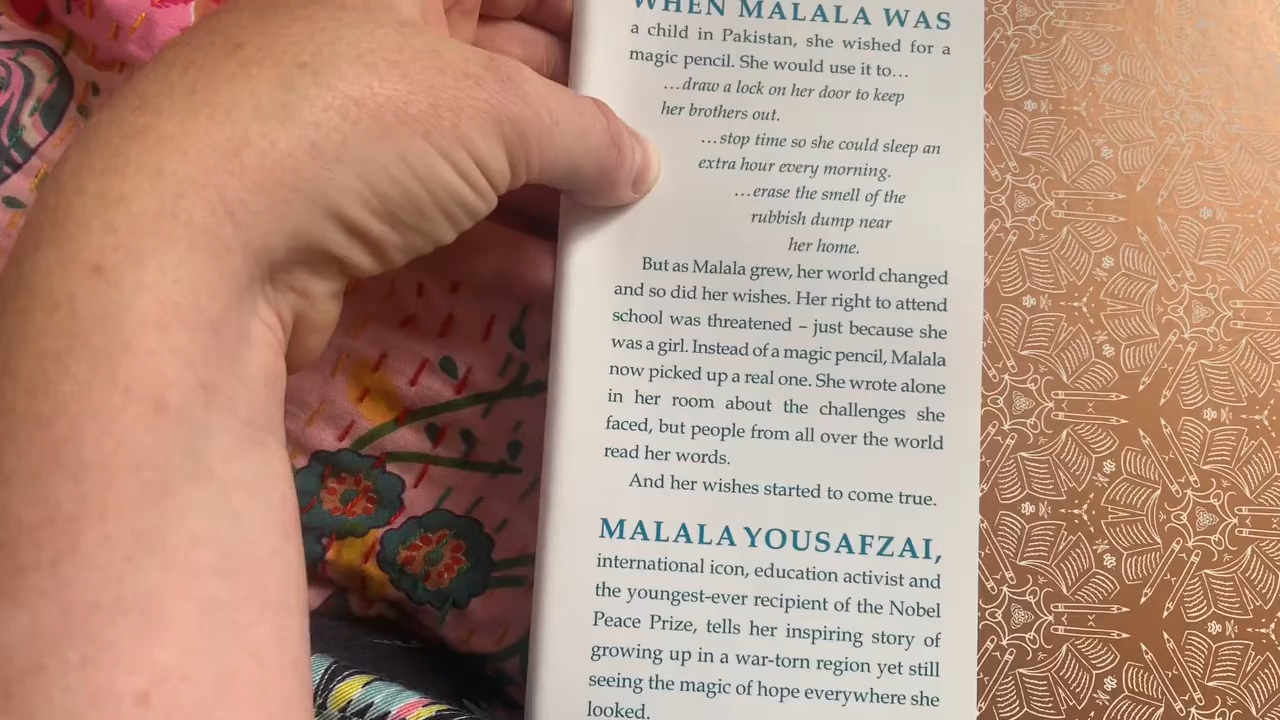 WHEN MALALA WAS
a child in Pakistan, she wished for a
magic pencil. She would use it to…
…draw a lock on her door to keep
her brothers out.
…stop time so she could sleep an
extra hour every morning.
…erase the smell of the
rubbish dump near
her home.
But as Malala grew, her world changed
and so did her wishes. Her right to attend
school was threatened – just because she
was a girl. Instead of a magic pencil, Malala
now picked up a real one. She wrote alone
in her room about the challenges she
faced, but people from all over the world
read her words.
And her wishes started to come true.
MALALA YOUSAFZAI,
international icon, education activist and
the youngest-ever recipient of the Nobel
Peace Prize, tells her inspiring story of
growing up in a war-torn region yet still
seeing the magic of hope everywhere she
looked.